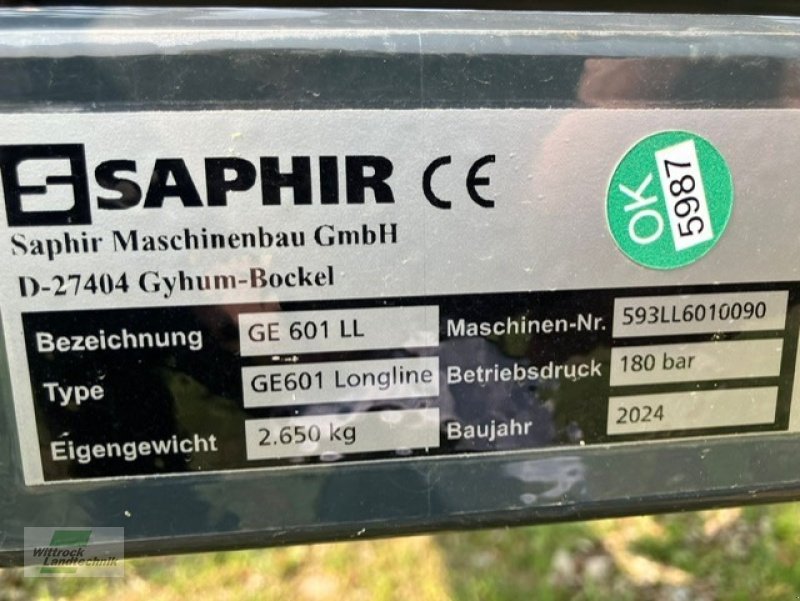 SAPHIR CE
OK
5987
Saphir Maschinenbau GmbH
D-27404 Gyhum-Bockel
Bezeichnung GE 601 LL Maschinen-Nr. 593LL6010090
Type GE601 Longline Betriebsdruck 180 bar
Eigengewicht 2.650 kg Baujahr 2024
Wittrock
Landtechnik